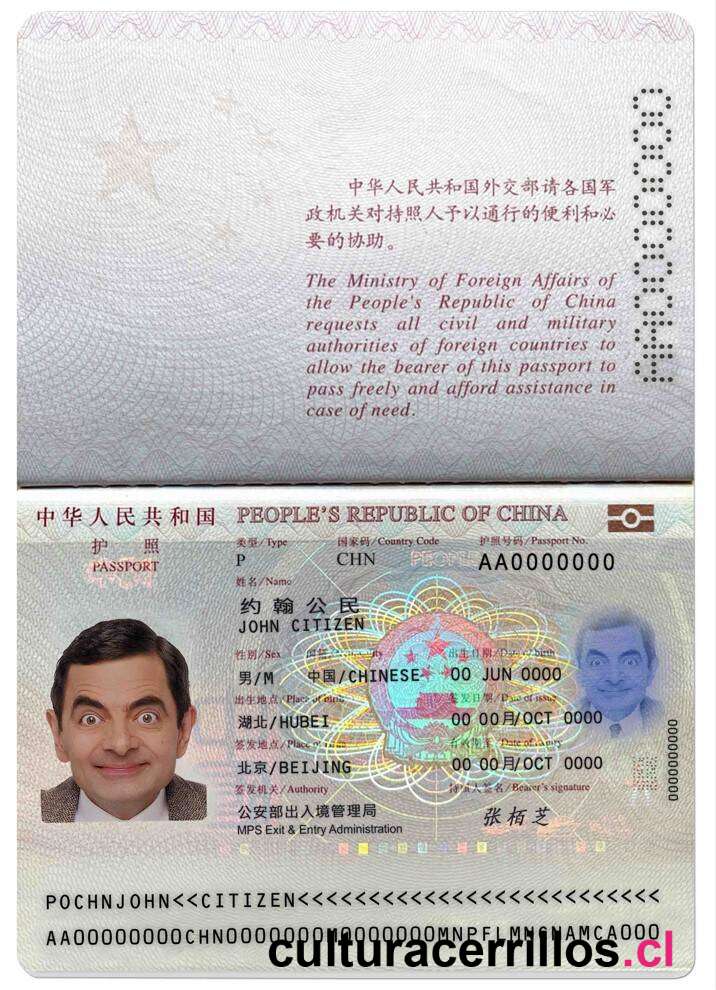 中华人民共和国外交部请各国军
政机关对持照人予以通行的便利和必
要的协助。
The Ministry of Foreign Affairs of
the People's Republic of China
requests all civil and military
authorities of foreign countries to
allow the bearer of this passport to
pass freely and afford assistance in
case of need.
AA0000000
中华人民共和国 PEOPLE'S REPUBLIC OF CHINA
护 照 类型/Type 国家码/Country Code 护照号码/Passport No.
PASSPORT P CHN AA0000000
姓名/Name
约翰公民
JOHN CITIZEN
性别/Sex 出生日期/Date of birth
男/M 中国/CHINESE 00 JUN 0000
出生地点/Place of birth 签发日期/Date of issue
湖北/HUBEI 00 00月/OCT 0000
签发地点/Place of Date of expiry
北京/BEIJING 00 00月/OCT 0000
签发机关/Authority 持照人签名/Bearer's signature
公安部出入境管理局 张栢芝
MPS Exit & Entry Administration
0000000000
POCHNJOHN<<CITIZEN<<<<<<<<<<<<<<<<<<<<<<<<<<
culturacerrillos.cl